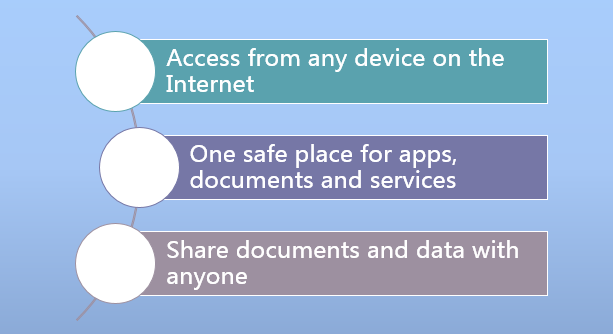 Access from any device on the
Internet
One safe place for apps,
documents and services
Share documents and data with
anyone